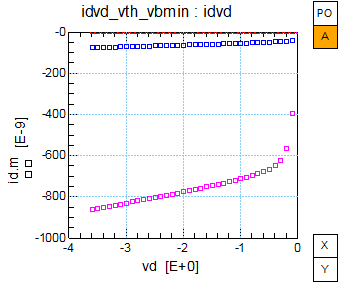 idvd_vth_vbmin : idvd
PO
A
-0
-200
-400
-600
-800
-1000
id.m [E-9]
-4
-3
-2
-1
0
vd [E+0]
X
Y